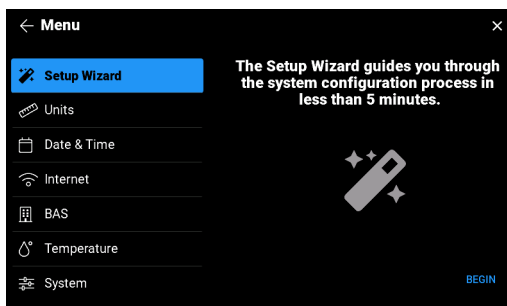 Menu
Setup Wizard
Units
Date & Time
Internet
BAS
Temperature
System
The Setup Wizard guides you through
the system configuration process in
less than 5 minutes.
BEGIN